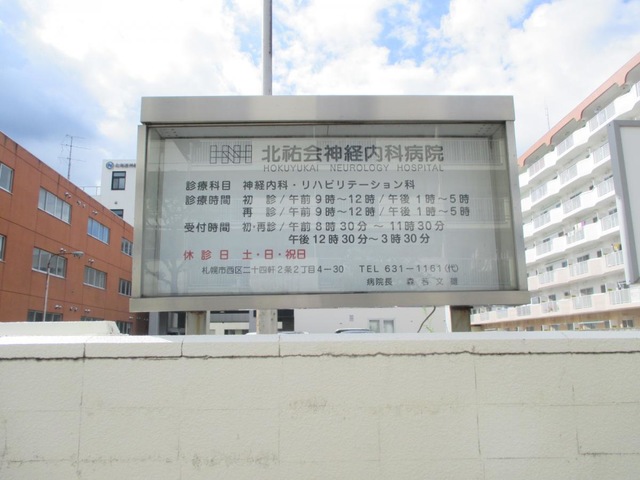 北祐会神経内科病院
HOKUYUKAI NEUROLOGY HOSPITAL
診療科目 神経内科・リハビリテーション科
診療時間 初 診/午前9時〜12時/午後1時〜5時
再 診/午前9時〜12時/午後1時〜5時
受付時間 初・再診/午前8時30分〜11時30分
午後12時30分〜3時30分
休診日 土・日・祝日
札幌市西区二十四軒2条2丁目4-30 TEL 631-1161(代)
病院長 森若文雄